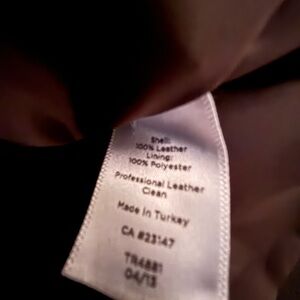 Shell:
100% Leather
Lining:
100% Polyester
Professional Leather
Clean
Made in Turkey
CA #23147
TR4881
04/13